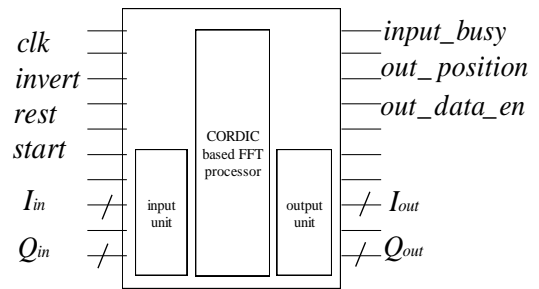 clk
invert
rest
start
Iin
Qin
input
unit
CORDIC
based FFT
processor
output
unit
input_busy
out_position
out_data_en
Iout
Qout